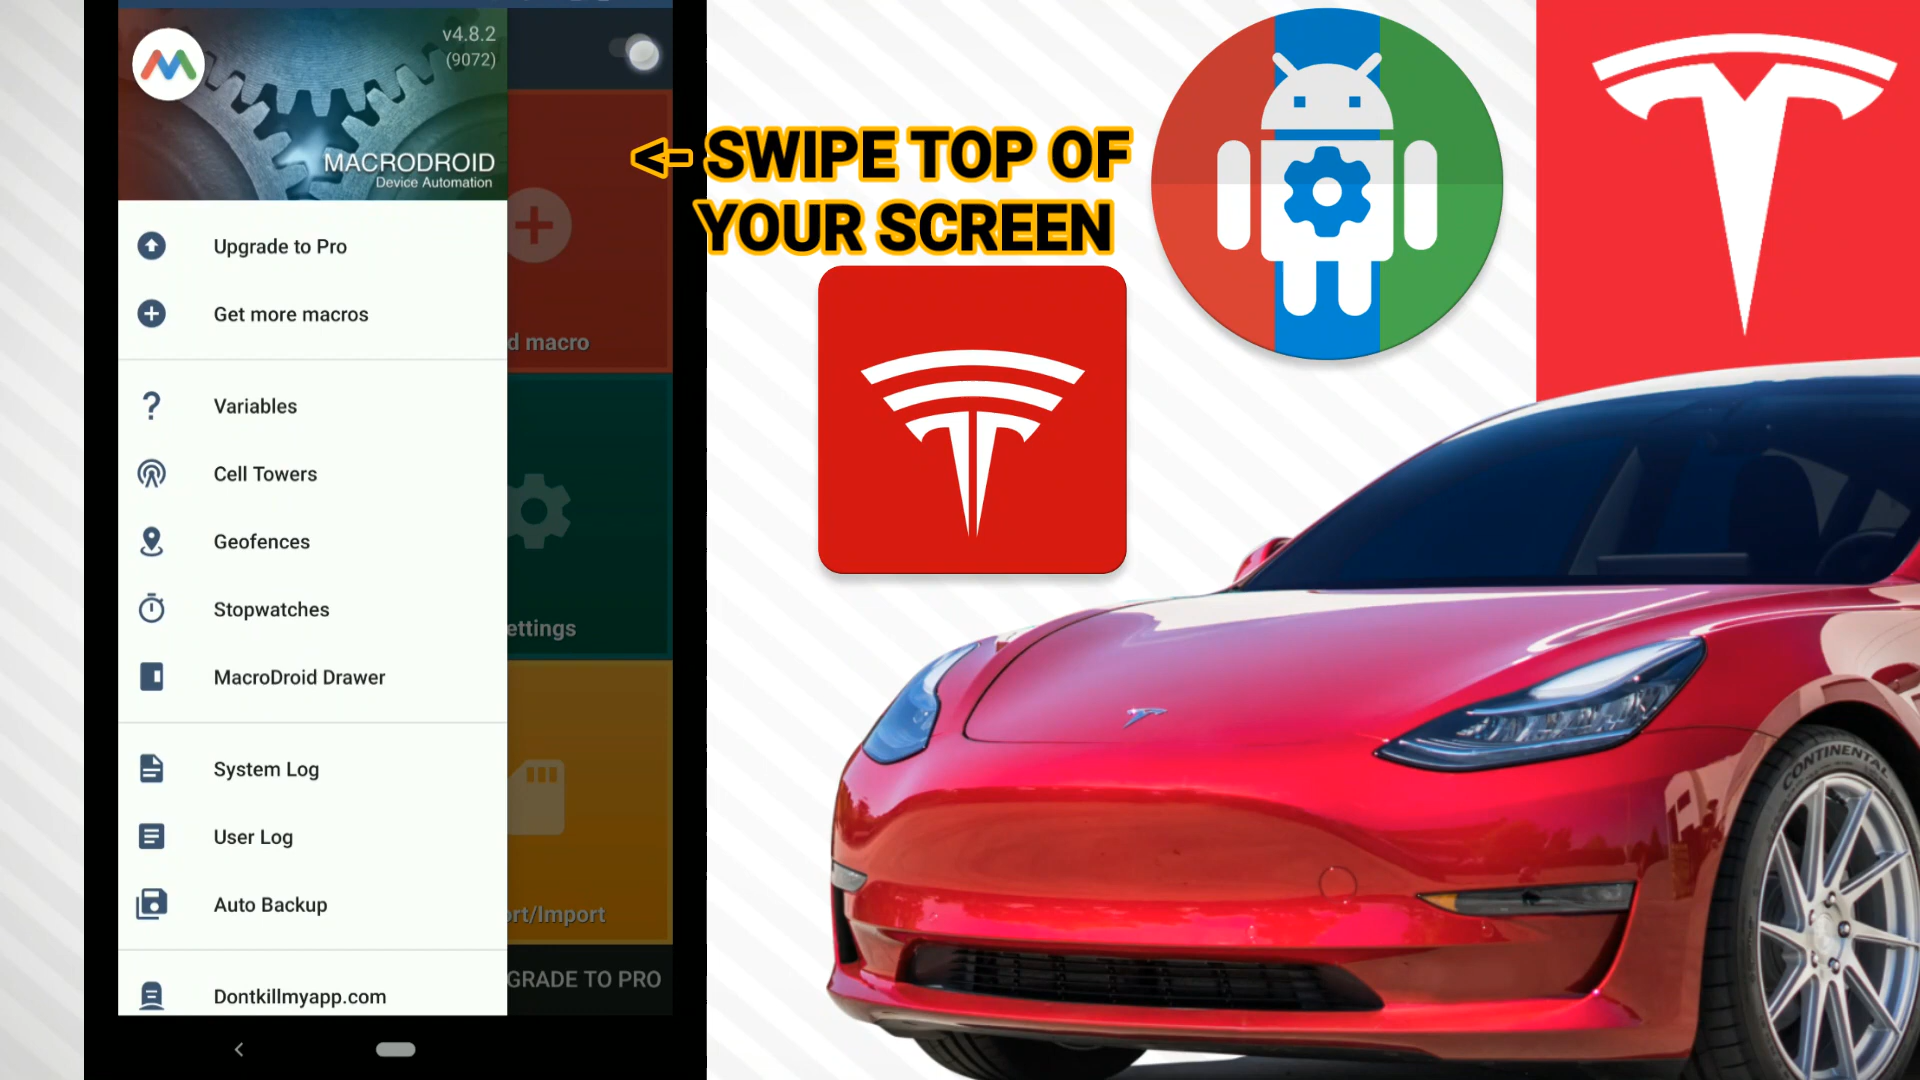 v4.8.2
(9072)
MACRODROID
Device Automation
Upgrade to Pro
Get more macros
Variables
Cell Towers
Geofences
Stopwatches
MacroDroid Drawer
System Log
User Log
Auto Backup
Dontkillmyapp.com
d macro
ettings
ort/Import
GRADE TO PRO
<- SWIPE TOP OF
YOUR SCREEN
CONTINENTAL